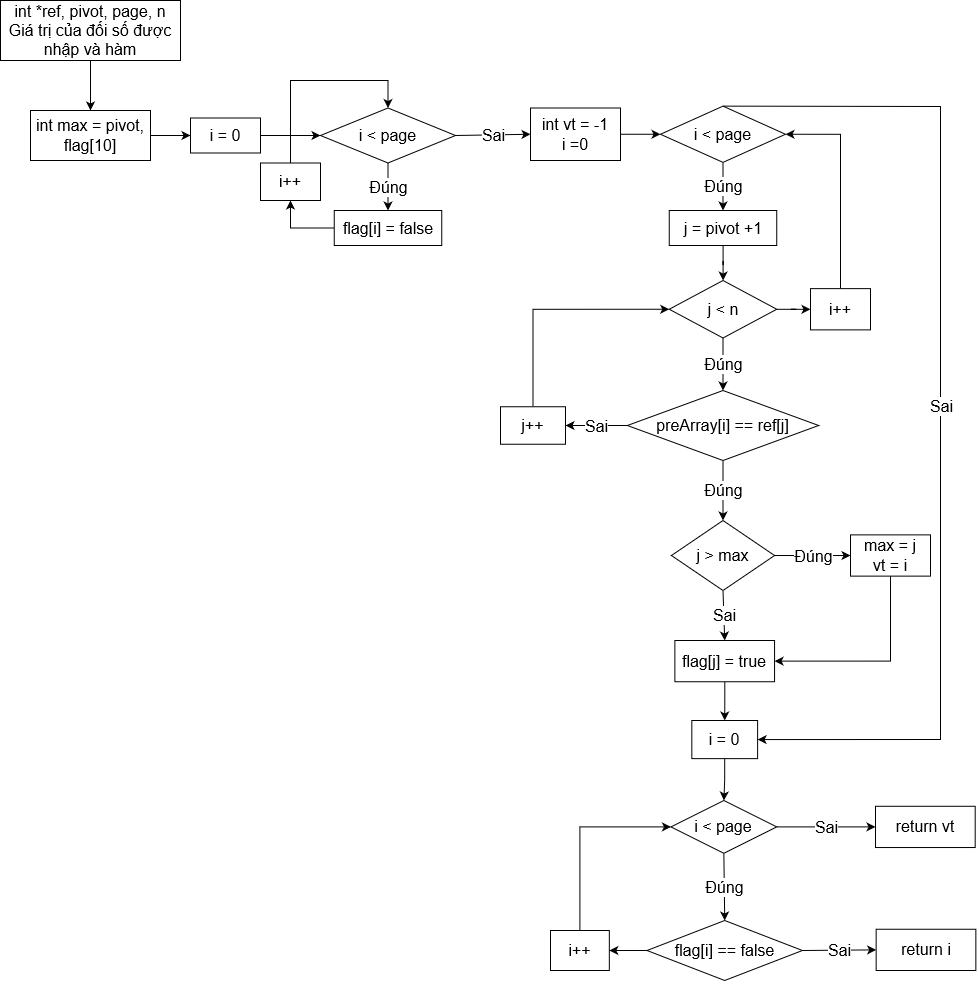 int *ref, pivot, page, n
Giá trị của đối số được
nhập và hàm
int max = pivot,
flag[10]
i = 0
i < page
Sai
int vt = -1
i =0
i < page
i++
Đúng
Đúng
flag[i] = false
j = pivot +1
j < n
i++
Đúng
Sai
j++
Sai
preArray[i] == ref[j]
Đúng
j > max
Đúng
max = j
vt = i
Sai
flag[j] = true
i = 0
i < page
Sai
return vt
Đúng
i++
flag[i] == false
Sai
return i